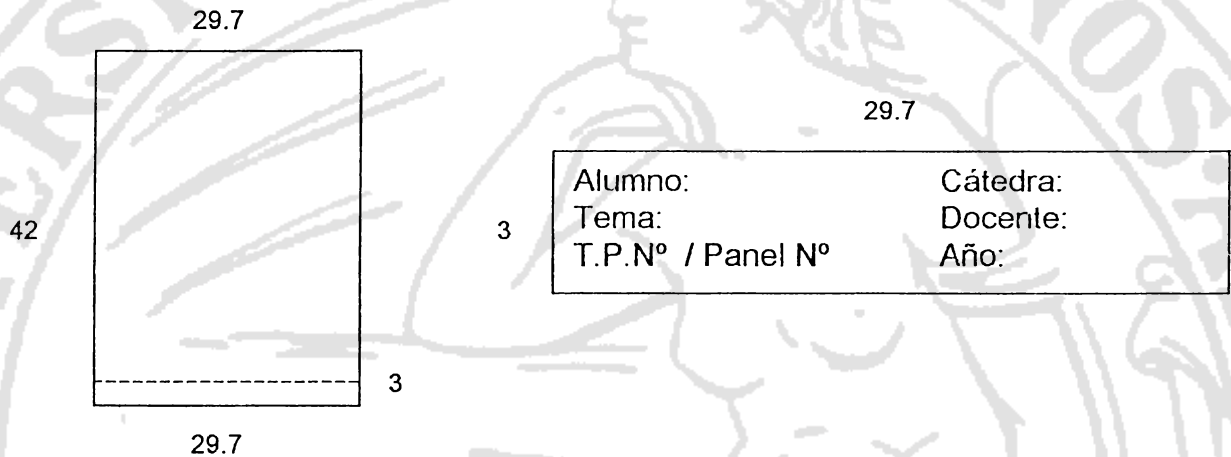 29.7
42
3
29.7
29.7
3
Alumno: Cátedra:
Tema: Docente:
T.P.Nº / Panel Nº Año: